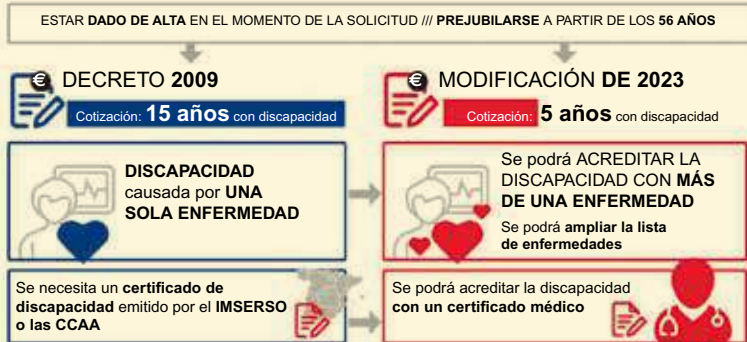 ESTAR DADO DE ALTA EN EL MOMENTO DE LA SOLICITUD /// PREJUBILARSE A PARTIR DE LOS 56 AÑOS
DECRETO 2009
Cotización: 15 años con discapacidad
DISCAPACIDAD
causada por UNA
SOLA ENFERMEDAD
Se necesita un certificado de
discapacidad emitido por el IMSERSO
o las CCAA
MODIFICACIÓN DE 2023
Cotización: 5 años con discapacidad
Se podrá ACREDITAR LA
DISCAPACIDAD CON MÁS
DE UNA ENFERMEDAD
Se podrá ampliar la lista
de enfermedades
Se podrá acreditar la discapacidad
con un certificado médico